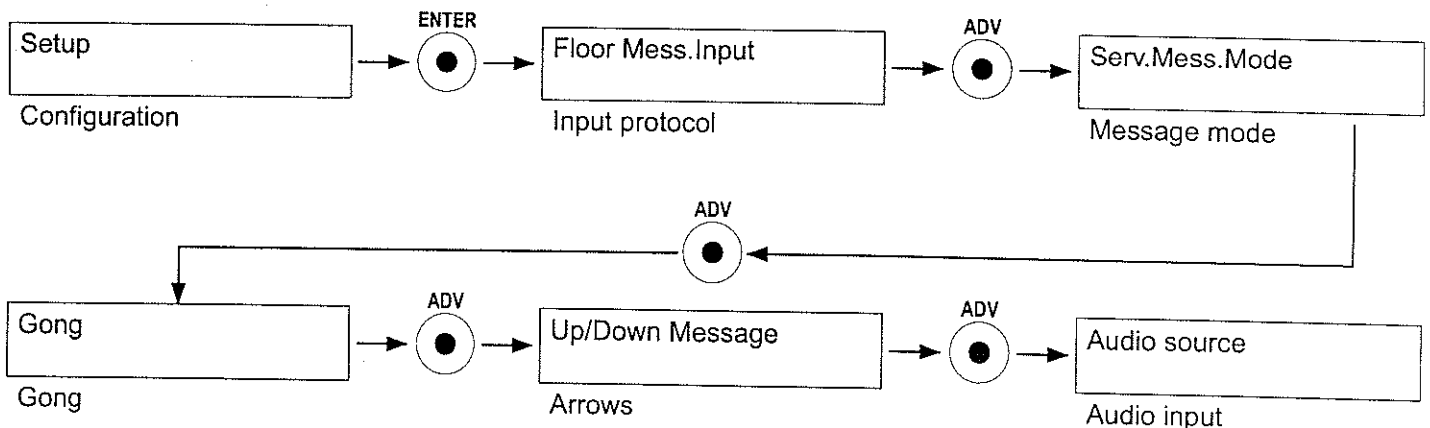 ENTER
ADV
Setup
Floor Mess.Input
Serv.Mess.Mode
Configuration
Input protocol
Message mode
ADV
ADV
ADV
Gong
Up/Down Message
Audio source
Gong
Arrows
Audio input